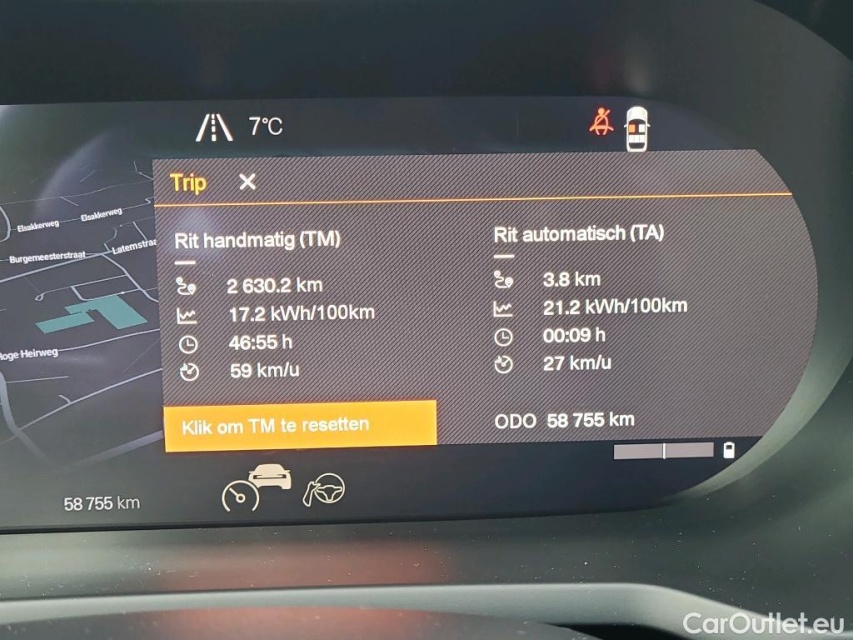 7°C
Trip
Elsakkerweg
Elsakkerweg
Burgemeesterstraat
Laternstraa
Hoge Heirweg
Rit handmatig (TM)
2 630.2 km
17.2 kWh/100km
46:55 h
59 km/u
Klik om TM te resetten
Rit automatisch (TA)
3.8 km
21.2 kWh/100km
00:09 h
27 km/u
ODO 58 755 km
58 755 km
CarOutlet.eu